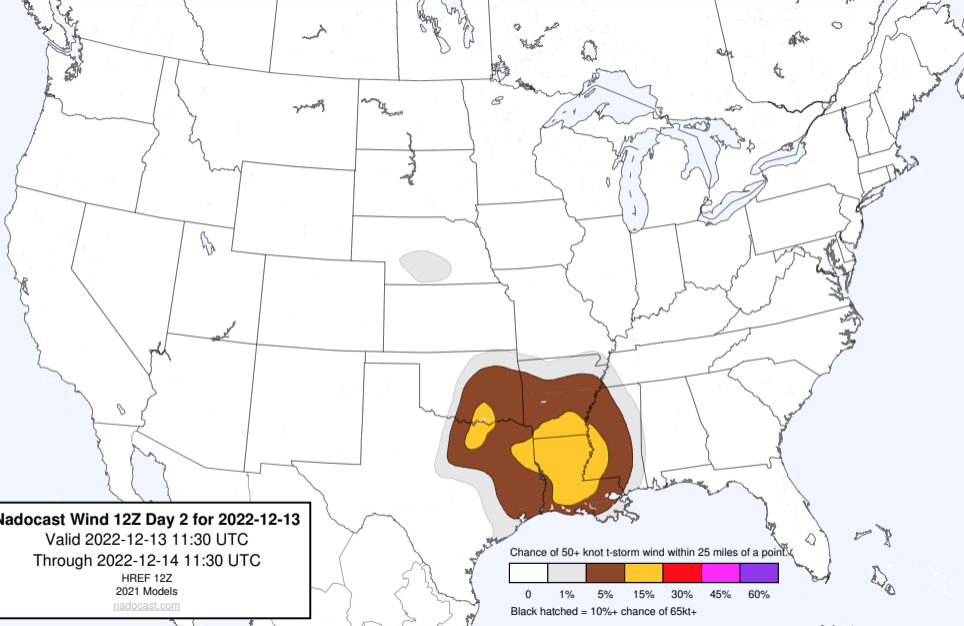 Nadocast Wind 12Z Day 2 for 2022-12-13
Valid 2022-12-13 11:30 UTC
Through 2022-12-14 11:30 UTC
HREF 12Z
2021 Models
nadocast.com
Chance of 50+ knot t-storm wind within 25 miles of a point.
0 1% 5% 15% 30% 45% 60%
Black hatched = 10%+ chance of 65kt+